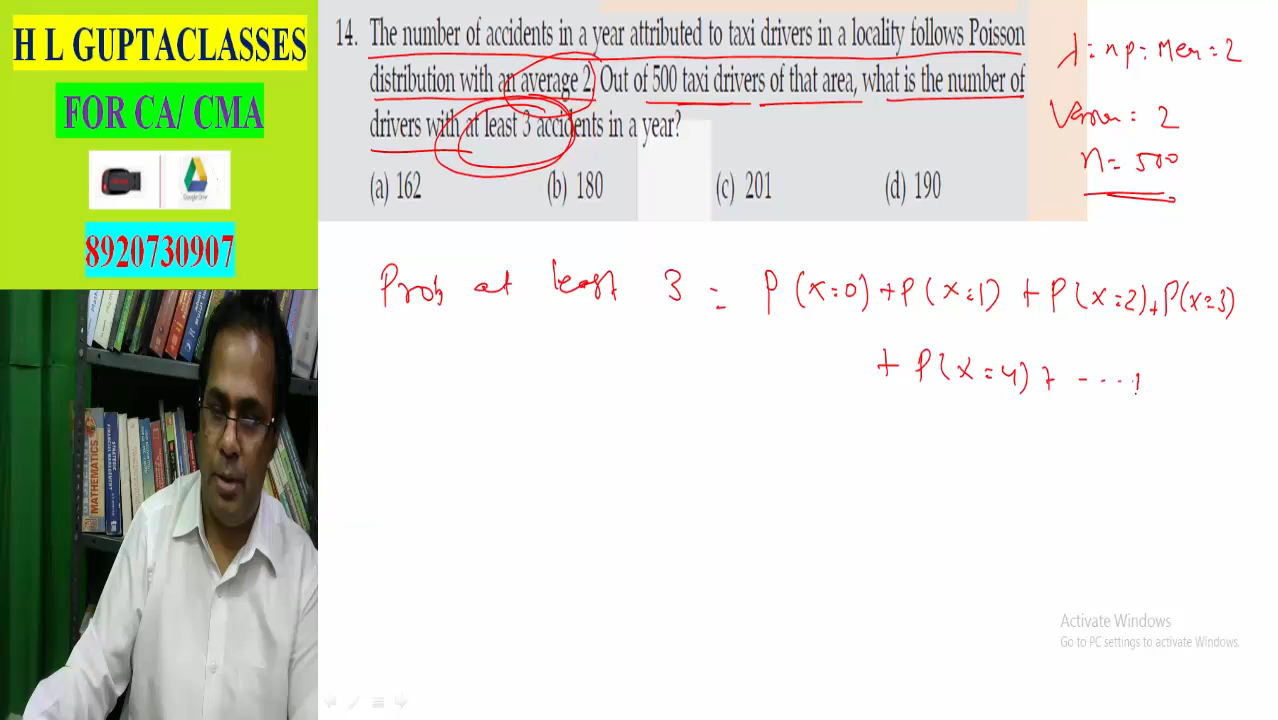 H L GUPTACLASSES
FOR CA/ CMA
8920730907
14. The number of accidents in a year attributed to taxi drivers in a locality follows Poisson
distribution with an average 2. Out of 500 taxi drivers of that area, what is the number of
drivers with at least 3 accidents in a year?
(a) 162 (b) 180 (c) 201 (d) 190
λ = np = Mean = 2
= 2
n = 500
Prob at least 3 = P(x=0) + P(x=1) + P(x=2) + P(x=3)
+ P(x=4) + ----
MATHEMATICS
Google Drive
Activate Windows
Go to PC settings to activate Windows.